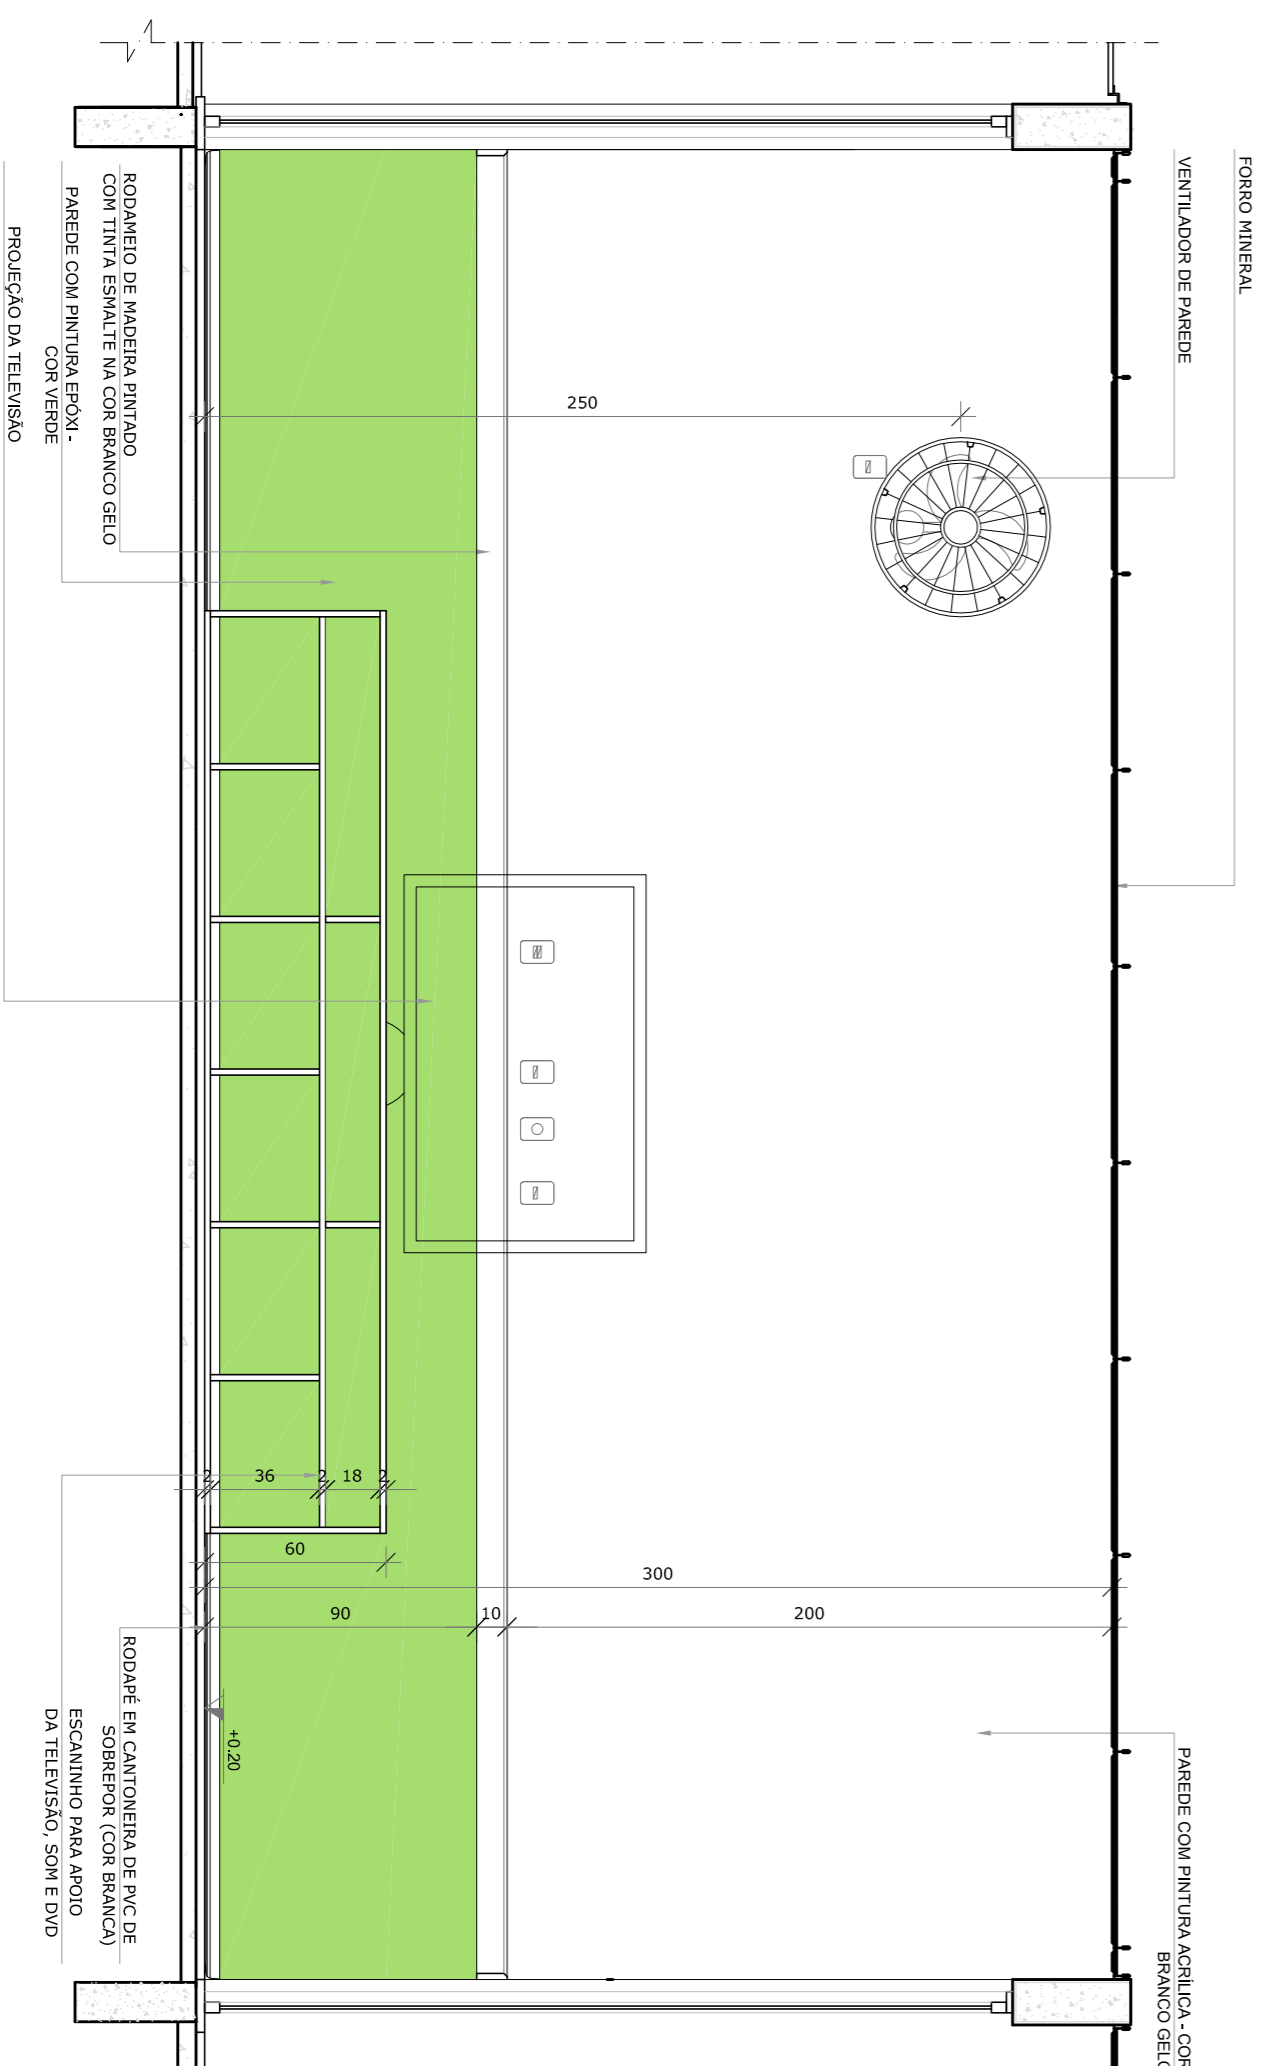 FORRO MINERAL
VENTILADOR DE PAREDE
PAREDE COM PINTURA ACRÍLICA - COR
BRANCO GELO
250
2
36
2
18
2
60
300
90
10
200
+0.20
RODAMEIO DE MADEIRA PINTADO
COM TINTA ESMALTE NA COR BRANCO GELO
PAREDE COM PINTURA EPÓXI -
COR VERDE
PROJEÇÃO DA TELEVISÃO
RODAPÉ EM CANTONEIRA DE PVC DE
SOBREPOR (COR BRANCA)
ESCANINHO PARA APOIO
DA TELEVISÃO, SOM E DVD